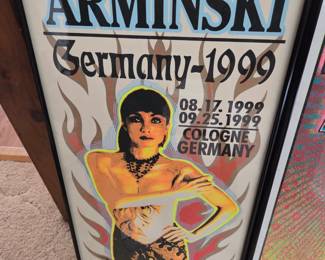 ARMINSKI
Germany-1999
08.17.1999
09.25.1999
COLOGNE
GERMANY